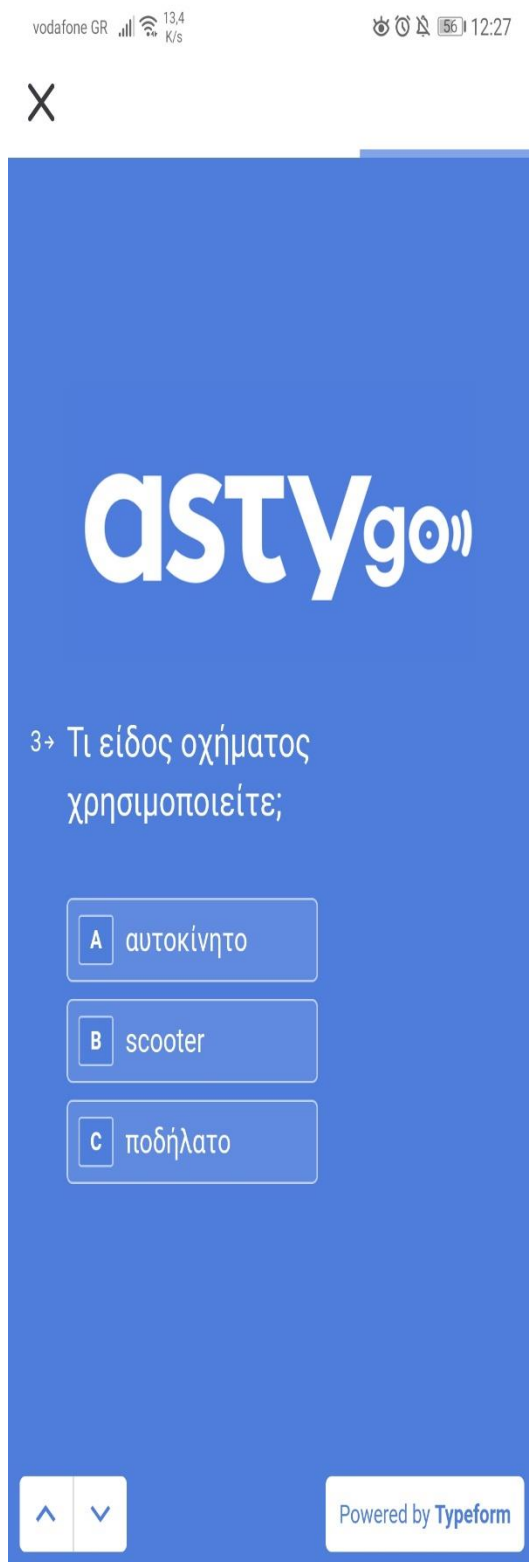 vodafone GR 13,4 K/s 56 12:27
astygo
3→ Τι είδος οχήματος
χρησιμοποιείτε;
A αυτοκίνητο
B scooter
C ποδήλατο
Powered by Typeform